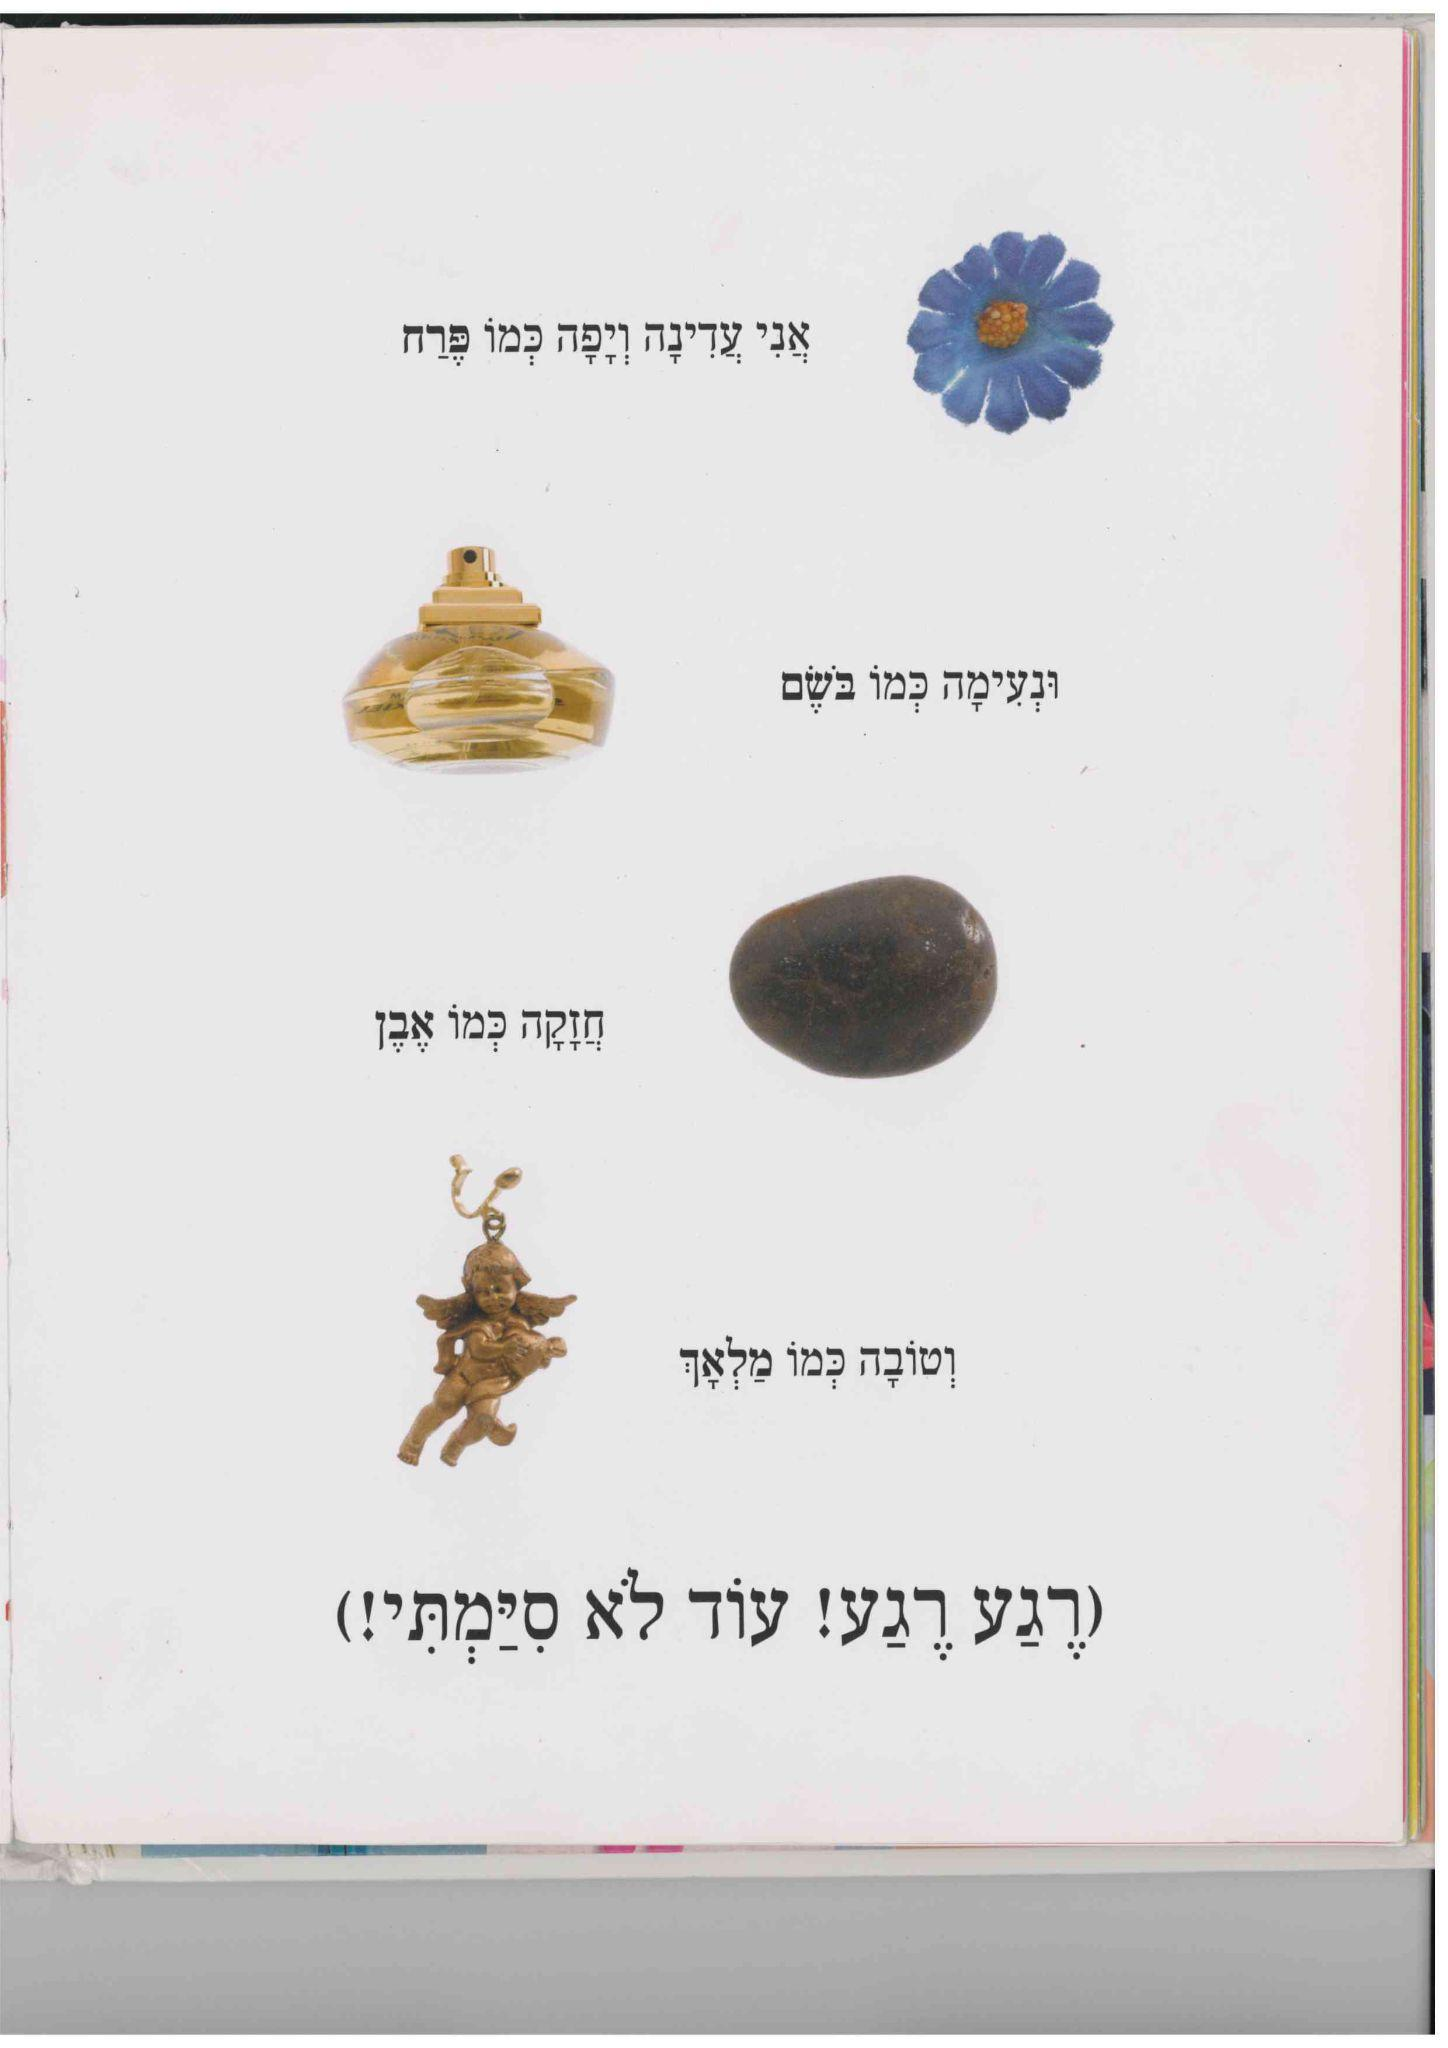 אֲנִי עֲדִינָה וְיָפָה כְּמוֹ פֶּרַח
וּנְעִימָה כְּמוֹ בֹּשֶׂם
חֲזָקָה כְּמוֹ אֶבֶן
וְטוֹבָה כְּמוֹ מַלְאָךְ
(רֶגַע רֶגַע! עוֹד לֹא סִיַּמְתִּי!)